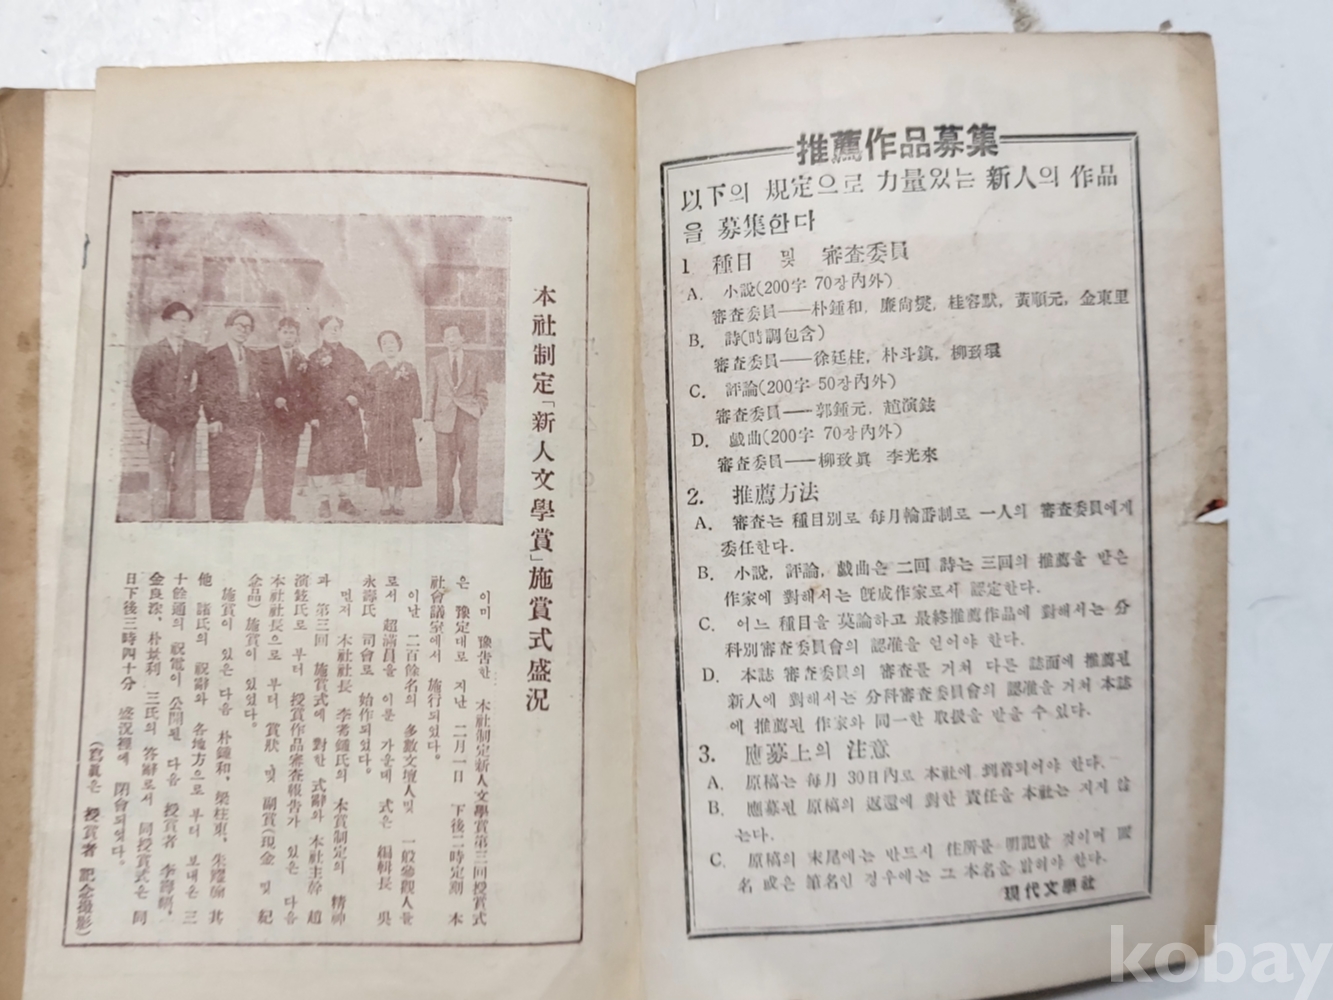 本社制定「新人文學賞」施賞式盛況
이미 豫告한 本社制定新人文學賞第三回授賞式
은 豫定대로 지난 二月一日 下後二時定期 本
社會議室에서 施行되었다。
이난 二百餘名의 多數文壇人및 一般參觀人을
로서 超滿員을 이룬 가운데 式은 編輯長 吳
永壽氏 司會로 始作되었다。
먼저 本社社長 李 氏의 本賞制定의 精神
과 第三回 施賞式에 對한 式辭와 本社主幹 趙
演鉉氏로 부터 授賞作品審査報告가 있은 다음
本社社長으로 부터 賞狀 및 副賞(現金 및 紀
念品) 施賞이 있었다。
施賞이 있은 다음 朴鍾和, 梁柱東, 朱耀翰 其
他 諸氏의 祝辭와 各地方으로 부터 보내온 三
十餘通의 祝電이 公開된 다음 授賞者 李壽
金良洙, 朴景利 三氏의 答辭로서 同授賞式은 同
日下後三時四十分 盛況裡에 閉會되었다。
(寫眞은 授賞者 記念撮影)
推薦作品募集
以下의 規定으로 力量있는 新人의 作品
을 募集한다
1 種目 및 審査委員
A. 小說(200字 70장內外)
審査委員——朴鍾和, 廉尙燮, 桂容默, 黃順元, 金東里
B. 詩(時調包含)
審査委員——徐廷柱, 朴斗鎭, 柳致環
C. 評論(200字 50장內外)
審査委員——郭鍾元, 趙演鉉
D. 戱曲(200字 70장內外)
審査委員——柳致眞 李光來
2. 推薦方法
A. 審査는 種目別로 每月輪番制로 一人의 審査委員에게
委任한다.
B. 小說, 評論, 戱曲은 二回 詩는 三回의 推薦을 받은
作家에 對해서는 旣成作家로서 認定한다.
C. 어느 種目을 莫論하고 最終推薦作品에 對해서는 分
科別審査委員會의 認准을 얻어야 한다.
D. 本誌 審査委員의 審査를 거쳐 다른 誌面에 推薦된
新人에 對해서는 分科審査委員會의 認准을 거쳐 本誌
에 推薦된 作家와 同一한 取扱을 받을 수 있다.
3. 應募上의 注意
A. 原稿는 每月 30日內로 本社에 到着되어야 한다.
B. 應募된 原稿의 返還에 對한 責任을 本社는 지지 않
는다.
C. 原稿의 末尾에는 반드시 住所를 明記할 것이며
名 或은 筆名인 경우에는 그 本名을 밝혀야 한다.
現代文學社
kobay